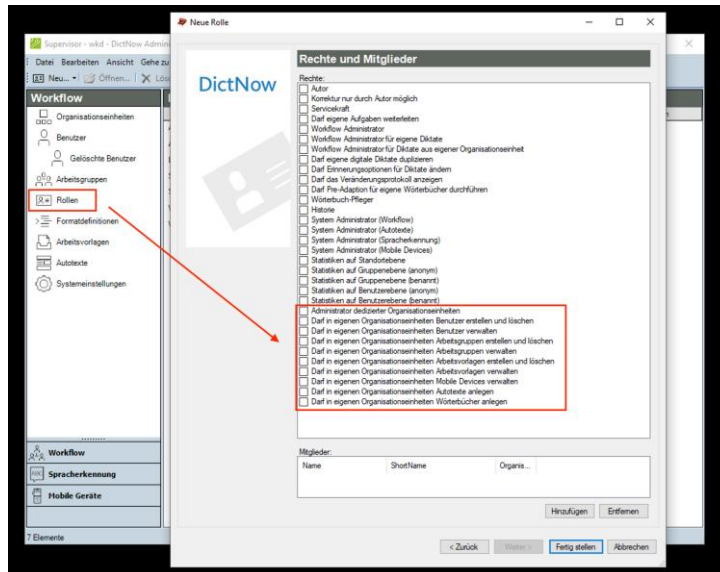 Neue Rolle
Supervisor - wkd - DictNow Admin
Datei Bearbeiten Ansicht Gehe zu
Neu... Öffnen... Lös
Workflow
Organisationseinheiten
Benutzer
Gelöschte Benutzer
Arbeitsgruppen
Rollen
Formatdefinitionen
Arbeitsvorlagen
Autotexte
Systemeinstellungen
Workflow
Spracherkennung
Mobile Geräte
7 Elemente
DictNow
Rechte und Mitglieder
Rechte:
Autor
Korrektur nur durch Autor möglich
Servicekraft
Darf eigene Aufgaben weiterleiten
Workflow Administrator
Workflow Administrator für eigene Diktate
Workflow Administrator für Diktate aus eigener Organisationseinheit
Darf eigene digitale Diktate duplizieren
Darf Erinnerungsoptionen für Diktate ändern
Darf das Veränderungsprotokoll anzeigen
Darf Pre-Adaption für eigene Wörterbücher durchführen
Wörterbuch-Pfleger
Historie
System Administrator (Workflow)
System Administrator (Autotexte)
System Administrator (Spracherkennung)
System Administrator (Mobile Devices)
Statistiken auf Standortebene
Statistiken auf Gruppenebene (anonym)
Statistiken auf Gruppenebene (benannt)
Statistiken auf Benutzerebene (anonym)
Statistiken auf Benutzerebene (benannt)
Administrator dedizierter Organisationseinheiten
Darf in eigenen Organisationseinheiten Benutzer erstellen und löschen
Darf in eigenen Organisationseinheiten Benutzer verwalten
Darf in eigenen Organisationseinheiten Arbeitsgruppen erstellen und löschen
Darf in eigenen Organisationseinheiten Arbeitsgruppen verwalten
Darf in eigenen Organisationseinheiten Arbeitsvorlagen erstellen und löschen
Darf in eigenen Organisationseinheiten Arbeitsvorlagen verwalten
Darf in eigenen Organisationseinheiten Mobile Devices verwalten
Darf in eigenen Organisationseinheiten Autotexte anlegen
Darf in eigenen Organisationseinheiten Wörterbücher anlegen
Mitglieder:
Name ShortName Organis...
Hinzufügen Entfernen
< Zurück Weiter > Fertig stellen Abbrechen